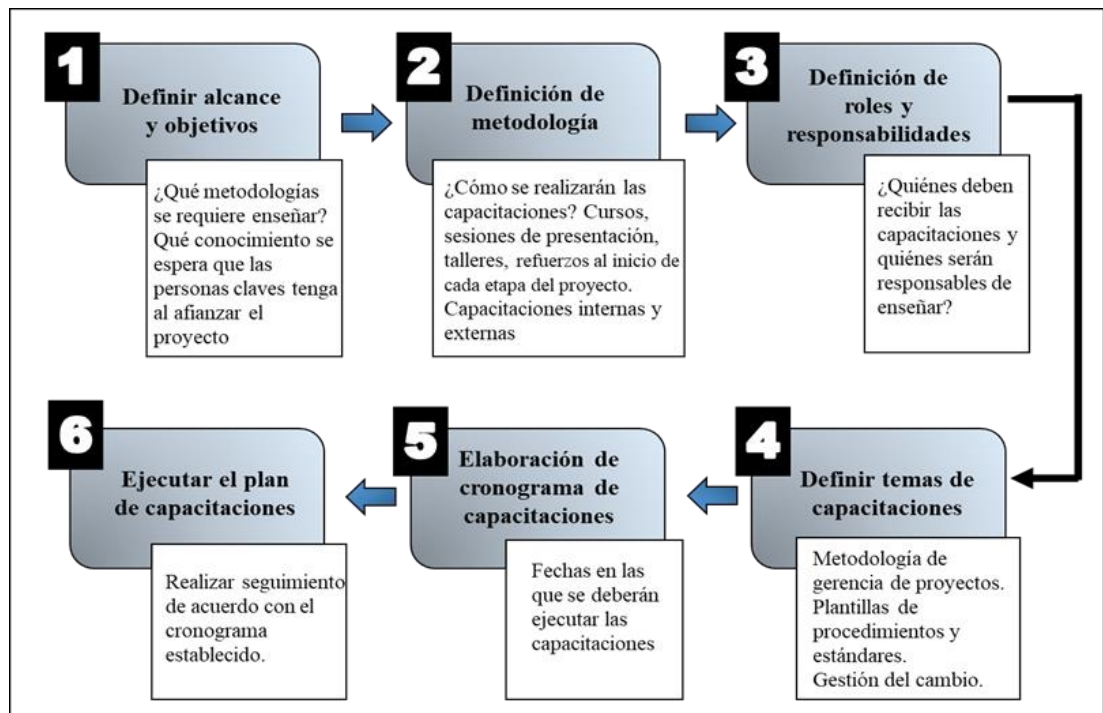 1
Definir alcance
y objetivos
¿Qué metodologías
se requiere enseñar?
Qué conocimiento se
espera que las
personas claves tenga
al afianzar el
proyecto
2
Definición de
metodología
¿Cómo se realizarán las
capacitaciones? Cursos,
sesiones de presentación,
talleres, refuerzos al inicio de
cada etapa del proyecto.
Capacitaciones internas y
externas
3
Definición de
roles y
responsabilidades
¿Quiénes deben
recibir las
capacitaciones y
quiénes serán
responsables de
enseñar?
4
Definir temas de
capacitaciones
Metodología de
gerencia de proyectos.
Plantillas de
procedimientos y
estándares.
Gestión del cambio.
5
Elaboración de
cronograma de
capacitaciones
Fechas en las
que se deberán
ejecutar las
capacitaciones
6
Ejecutar el plan
de capacitaciones
Realizar seguimiento
de acuerdo con el
cronograma
establecido.